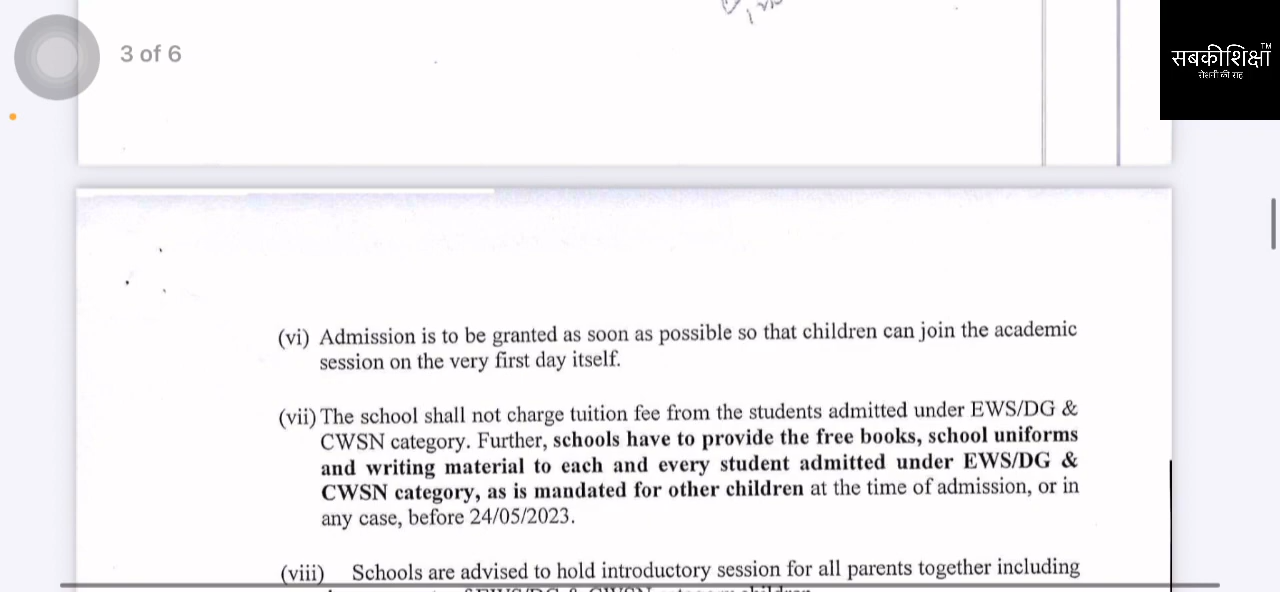 3 of 6
सबकीशिक्षा™
रोशनी की राह
(vi) Admission is to be granted as soon as possible so that children can join the academic
session on the very first day itself.
(vii) The school shall not charge tuition fee from the students admitted under EWS/DG &
CWSN category. Further, schools have to provide the free books, school uniforms
and writing material to each and every student admitted under EWS/DG &
CWSN category, as is mandated for other children at the time of admission, or in
any case, before 24/05/2023.
(viii) Schools are advised to hold introductory session for all parents together including